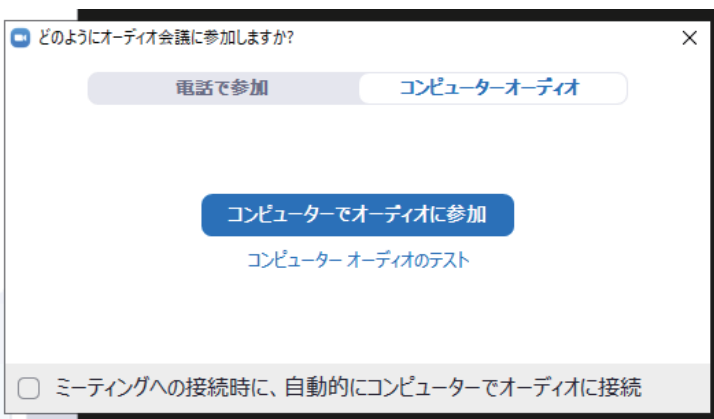 どのようにオーディオ会議に参加しますか?
電話で参加
コンピューターオーディオ
コンピューターでオーディオに参加
コンピューター オーディオのテスト
ミーティングへの接続時に、自動的にコンピューターでオーディオに接続